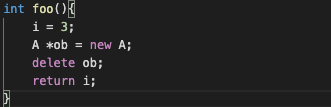 int foo(){
    i = 3;
    A *ob = new A;
    delete ob;
    return i;
}